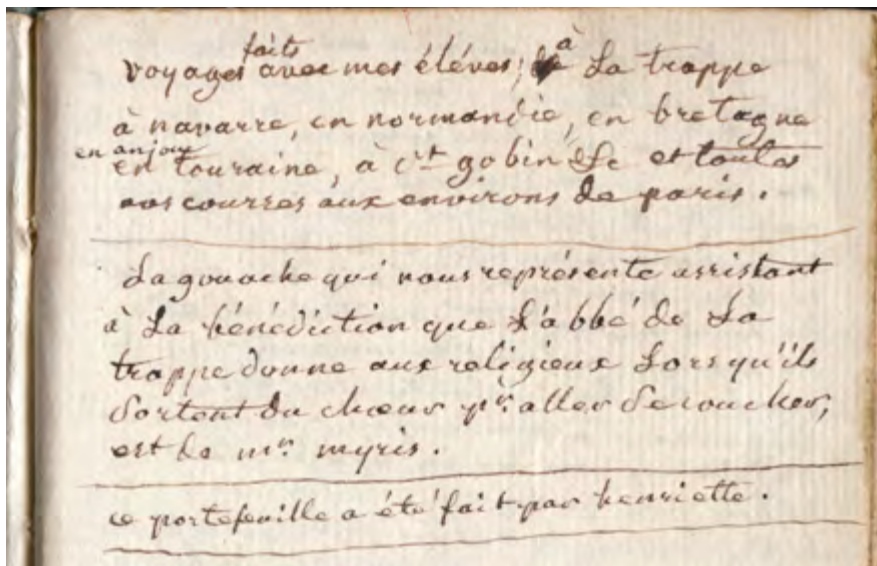 faits
voyages avec mes éléves; à La trappe
à navarre, en normandie, en bretagne
en anjou
en touraine, à st gobin &c et toutes
nos courses aux environs de paris.
La gouache qui nous représente assistant
à La bénédiction que L'abbé de La
trappe donne aux religieux Lorsqu'ils
Sortent du chœur pr. aller Se coucher,
est de mr. myris.
ce portefeuille a été fait par henriette.